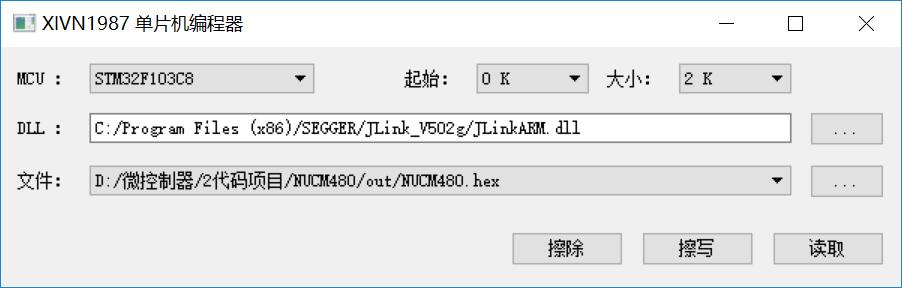 XIVN1987 单片机编程器
MCU : STM32F103C8 起始: 0 K 大小: 2 K
DLL : C:/Program Files (x86)/SEGGER/JLink_V502g/JLinkARM.dll ...
文件: D:/微控制器/2代码项目/NUCM480/out/NUCM480.hex ...
擦除 擦写 读取